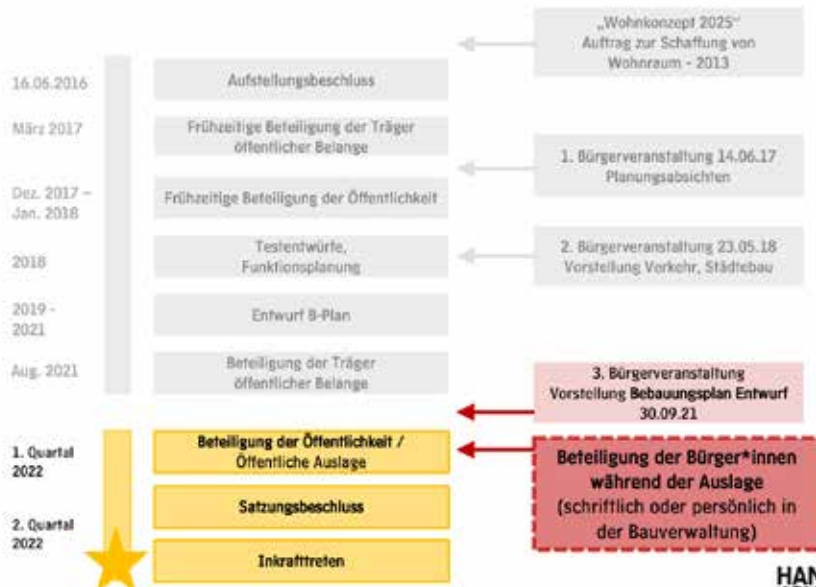 „Wohnkonzept 2025"
Auftrag zur Schaffung von
Wohnraum - 2013
16.06.2016
Aufstellungsbeschluss
März 2017
Frühzeitige Beteiligung der Träger
öffentlicher Belange
1. Bürgerveranstaltung 14.06.17
Planungsabsichten
Dez. 2017 –
Jan. 2018
Frühzeitige Beteiligung der Öffentlichkeit
2018
Testentwürfe,
Funktionsplanung
2. Bürgerveranstaltung 23.05.18
Vorstellung Verkehr, Städtebau
2019 -
2021
Entwurf B-Plan
Aug. 2021
Beteiligung der Träger
öffentlicher Belange
3. Bürgerveranstaltung
Vorstellung Bebauungsplan Entwurf
30.09.21
1. Quartal
2022
Beteiligung der Öffentlichkeit /
Öffentliche Auslage
Beteiligung der Bürger*innen
während der Auslage
(schriftlich oder persönlich in
der Bauverwaltung)
2. Quartal
2022
Satzungsbeschluss
Inkrafttreten
HAN